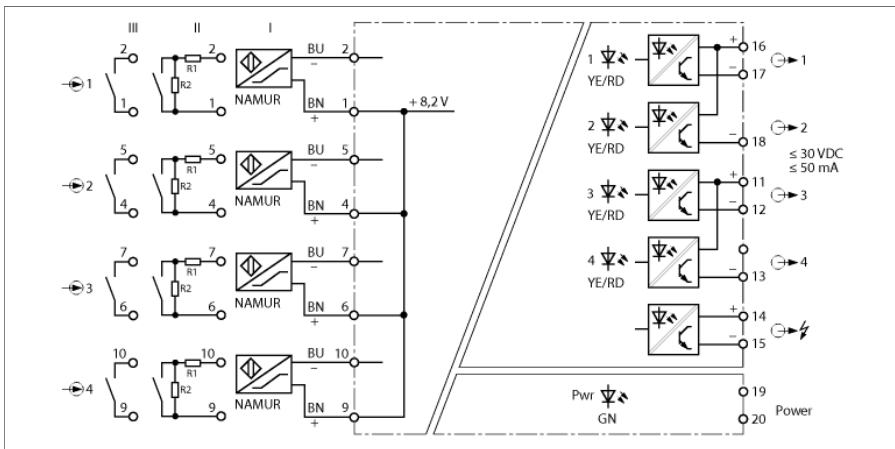 III II I
2 2 BU 2
R1 −
1 R2
1 1 BN 1 + 8,2 V
NAMUR +
5 5 BU 5
R1 −
2 R2
4 4 BN 4
NAMUR +
7 7 BU 7
R1 −
3 R2
6 6 BN 6
NAMUR +
10 10 BU 10
R1 −
4 R2
9 9 BN 9
NAMUR +
1 + 16 1
YE/RD − 17
2 2
YE/RD − 18
≤ 30 VDC
≤ 50 mA
+ 11
3 3
YE/RD − 12
4 4
YE/RD − 13
+ 14
− 15
Pwr 19
GN 20 Power